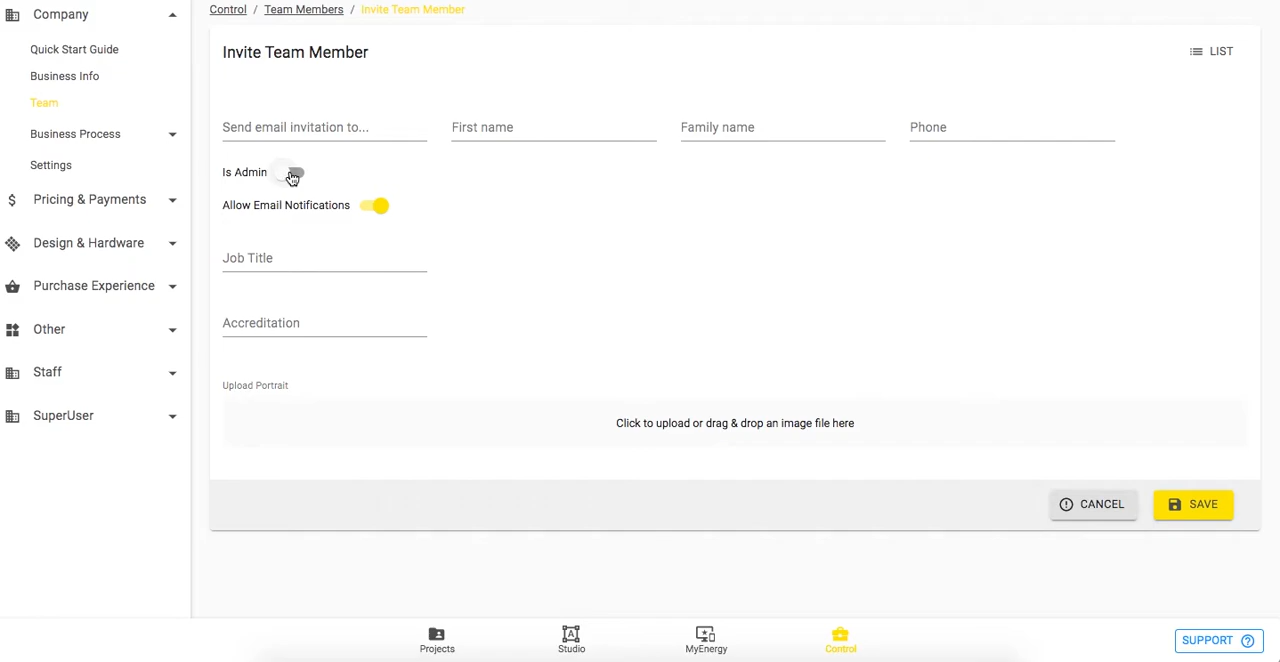 Company
Quick Start Guide
Business Info
Team
Business Process
Settings
$ Pricing & Payments
Design & Hardware
Purchase Experience
Other
Staff
SuperUser
Control / Team Members / Invite Team Member
Invite Team Member
LIST
Send email invitation to... First name Family name Phone
Is Admin
Allow Email Notifications
Job Title
Accreditation
Upload Portrait
Click to upload or drag & drop an image file here
CANCEL SAVE
Projects Studio MyEnergy Control
SUPPORT ?